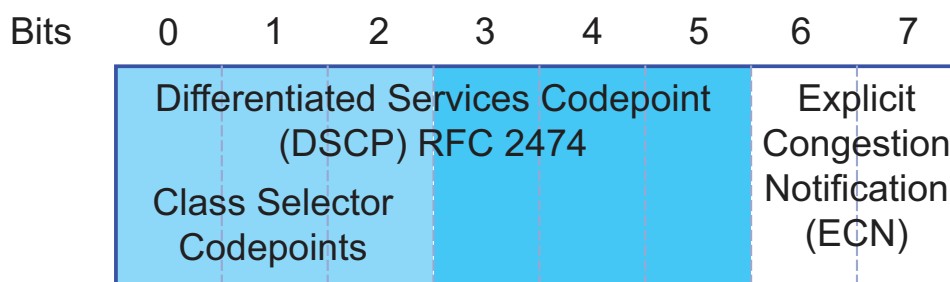 Bits 0 1 2 3 4 5 6 7
Differentiated Services Codepoint
(DSCP) RFC 2474
Class Selector
Codepoints
Explicit
Congestion
Notification
(ECN)